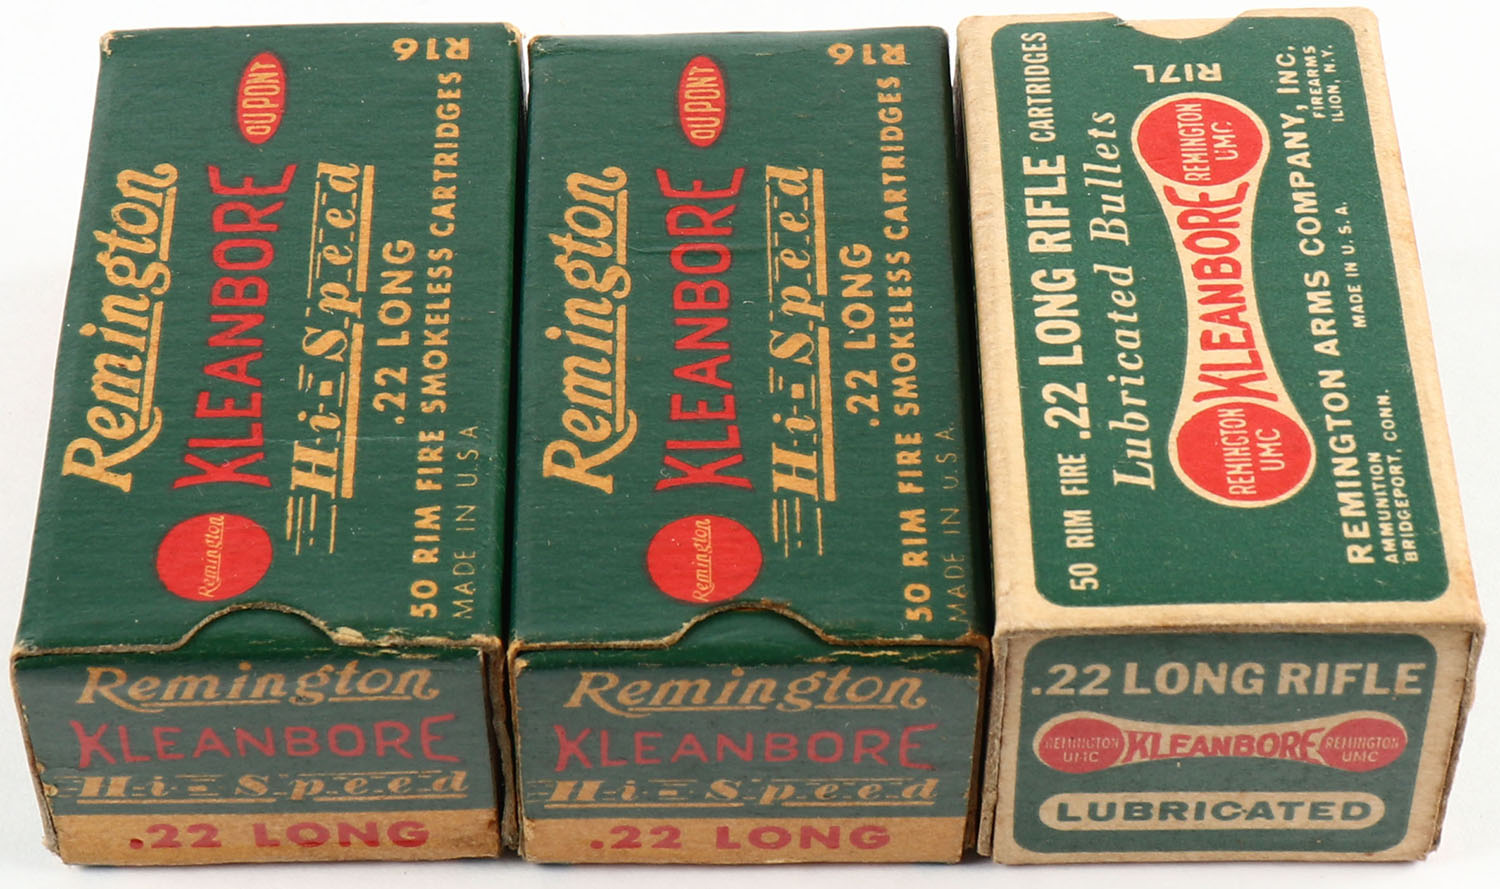 Remington
KLEANBORE
DUPONT
Hi-Speed
.22 LONG
50 RIM FIRE SMOKELESS CARTRIDGES
R16
MADE IN U.S.A.
Remington
Remington
KLEANBORE
Hi-Speed
.22 LONG
Remington
KLEANBORE
DUPONT
Hi-Speed
.22 LONG
50 RIM FIRE SMOKELESS CARTRIDGES
R16
MADE IN U.S.A.
Remington
Remington
KLEANBORE
Hi-Speed
.22 LONG
50 RIM FIRE .22 LONG RIFLE CARTRIDGES
Lubricated Bullets
R17L
REMINGTON
UMC
KLEANBORE
REMINGTON
UMC
REMINGTON ARMS COMPANY, INC.
AMMUNITION
BRIDGEPORT, CONN.
MADE IN U.S.A.
FIREARMS
ILION, N.Y.
.22 LONG RIFLE
REMINGTON
UMC
KLEANBORE
REMINGTON
UMC
LUBRICATED